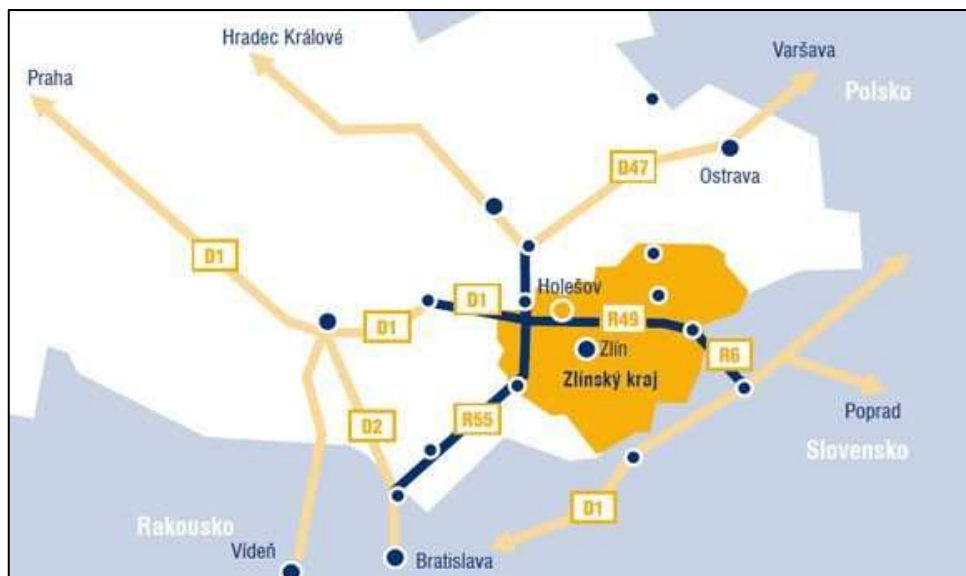 Hradec Králové
Varšava
Praha
Polsko
D47
Ostrava
D1
Holešov
D1
D1
R49
Zlín
R6
Zlínský kraj
Poprad
R55
D2
Slovensko
D1
Rakousko
Vídeň
Bratislava